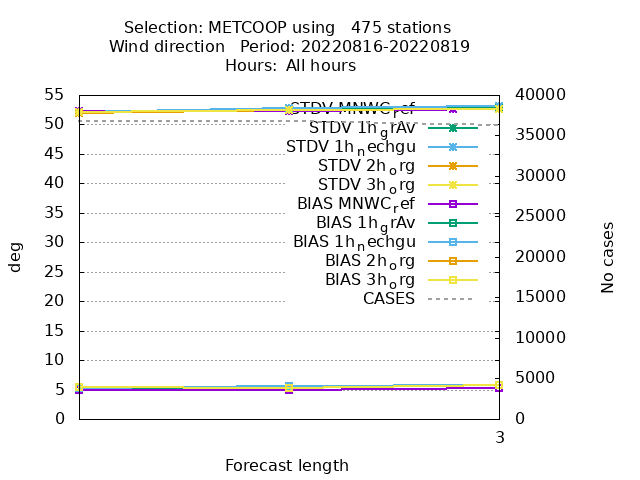 Selection: METCOOP using 475 stations
Wind direction Period: 20220816-20220819
Hours: All hours
55
50
45
40
35
30
25
20
15
10
5
0
deg
STDV MNWC_ref
STDV 1h_grAv
STDV 1h_nechgu
STDV 2h_org
STDV 3h_org
BIAS MNWC_ref
BIAS 1h_grAv
BIAS 1h_nechgu
BIAS 2h_org
BIAS 3h_org
CASES
40000
35000
30000
25000
20000
15000
10000
5000
0
No cases
3
Forecast length